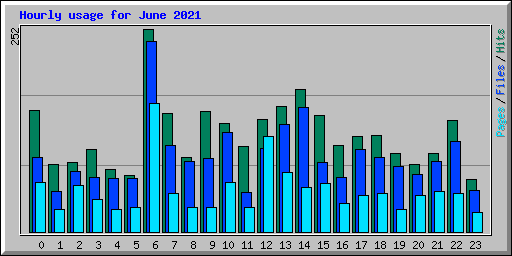 Hourly usage for June 2021
252
Pages/Files/Hits
0 1 2 3 4 5 6 7 8 9 10 11 12 13 14 15 16 17 18 19 20 21 22 23